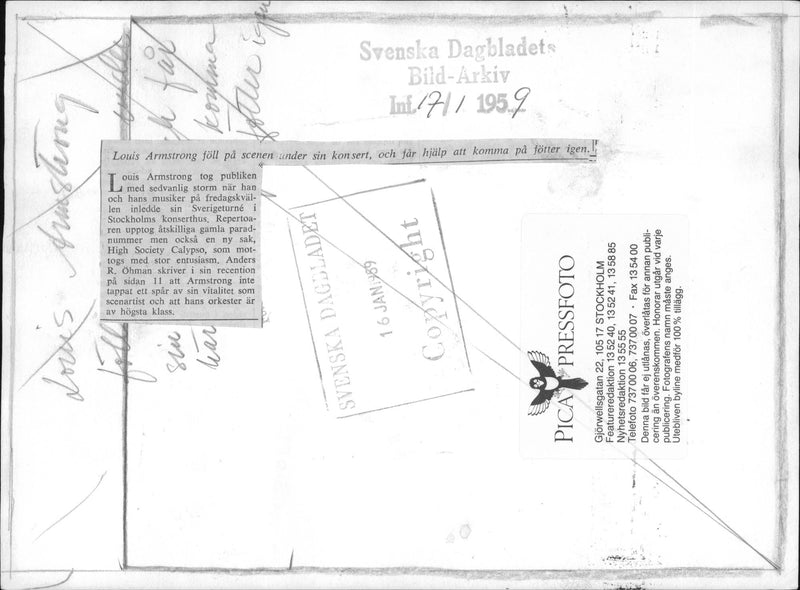 Svenska Dagbladets
Bild-Arkiv
Inf. 17/1 1959
Louis Armstrong föll på scenen under sin konsert, och får hjälp att komma på fötter igen.
Louis Armstrong tog publiken
med sedvanlig storm när han
och hans musiker på fredagskväl-
len inledde sin Sverigeturné i
Stockholms konserthus. Repertoa-
ren upptog åtskilliga gamla parad-
nummer men också en ny sak,
High Society Calypso, som mot-
togs med stor entusiasm. Anders
R. Öhman skriver i sin recention
på sidan 11 att Armstrong inte
tappat ett spår av sin vitalitet som
scenartist och att hans orkester är
av högsta klass.
Louis Armstrong
föll under
sin
komma
fötter igen
SVENSKA DAGBLADET
16 JAN 1959
Copyright
PICA PRESSFOTO
Gjörwellsgatan 22, 105 17 STOCKHOLM
Featureredaktion 13 52 40, 13 52 41, 13 58 85
Nyhetsredaktion 13 55 55
Telefoto 737 00 06, 737 00 07 · Fax 13 54 00
Denna bild får ej utlånas, överlåtas för annan publi-
cering än överenskommen. Honorar utgår vid varje
publicering. Fotografens namn måste anges.
Utebliven byline medför 100 % tillägg.